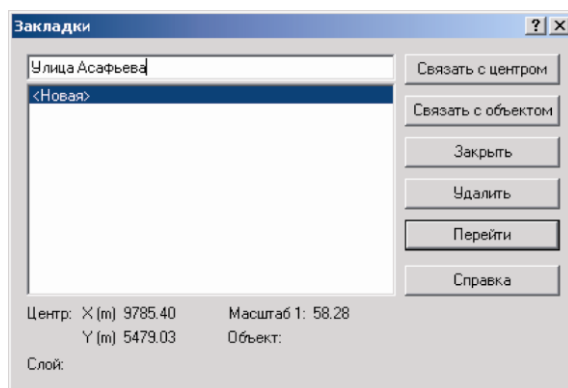 Закладки
Улица Асафьева
<Новая>
Связать с центром
Связать с объектом
Закрыть
Удалить
Перейти
Справка
Центр: X (m) 9785.40 Масштаб 1: 58.28
Y (m) 5479.03 Объект:
Слой: